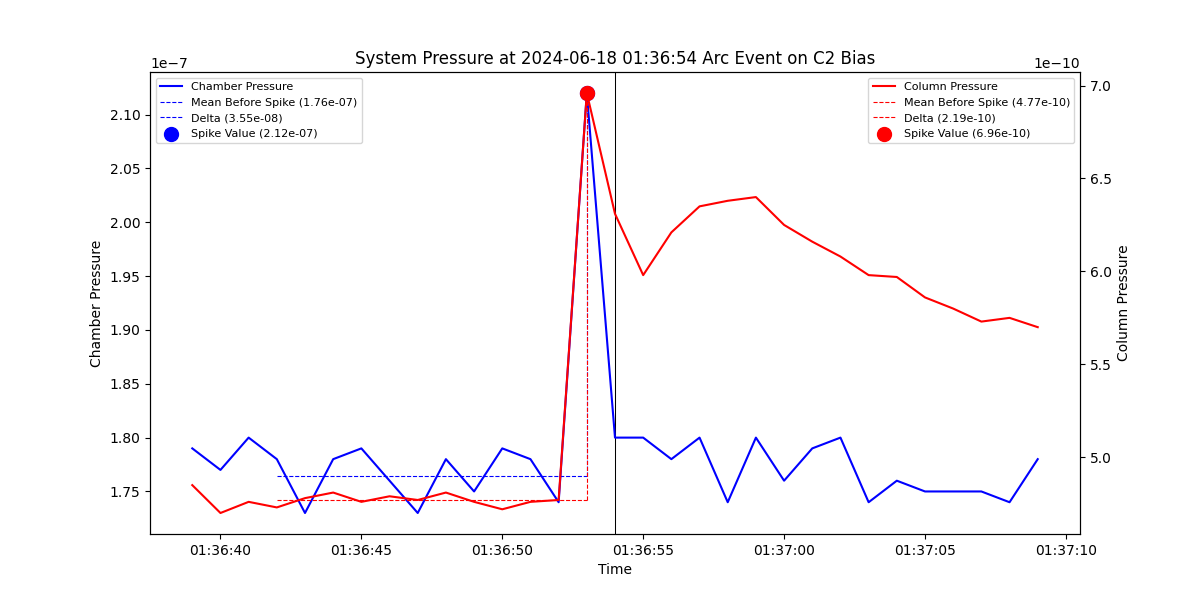 System Pressure at 2024-06-18 01:36:54 Arc Event on C2 Bias
1e−7
1e−10
Chamber Pressure
Mean Before Spike (1.76e-07)
Delta (3.55e-08)
Spike Value (2.12e-07)
Column Pressure
Mean Before Spike (4.77e-10)
Delta (2.19e-10)
Spike Value (6.96e-10)
2.10
2.05
2.00
1.95
1.90
1.85
1.80
1.75
Chamber Pressure
7.0
6.5
6.0
5.5
5.0
Column Pressure
01:36:40
01:36:45
01:36:50
01:36:55
01:37:00
01:37:05
01:37:10
Time